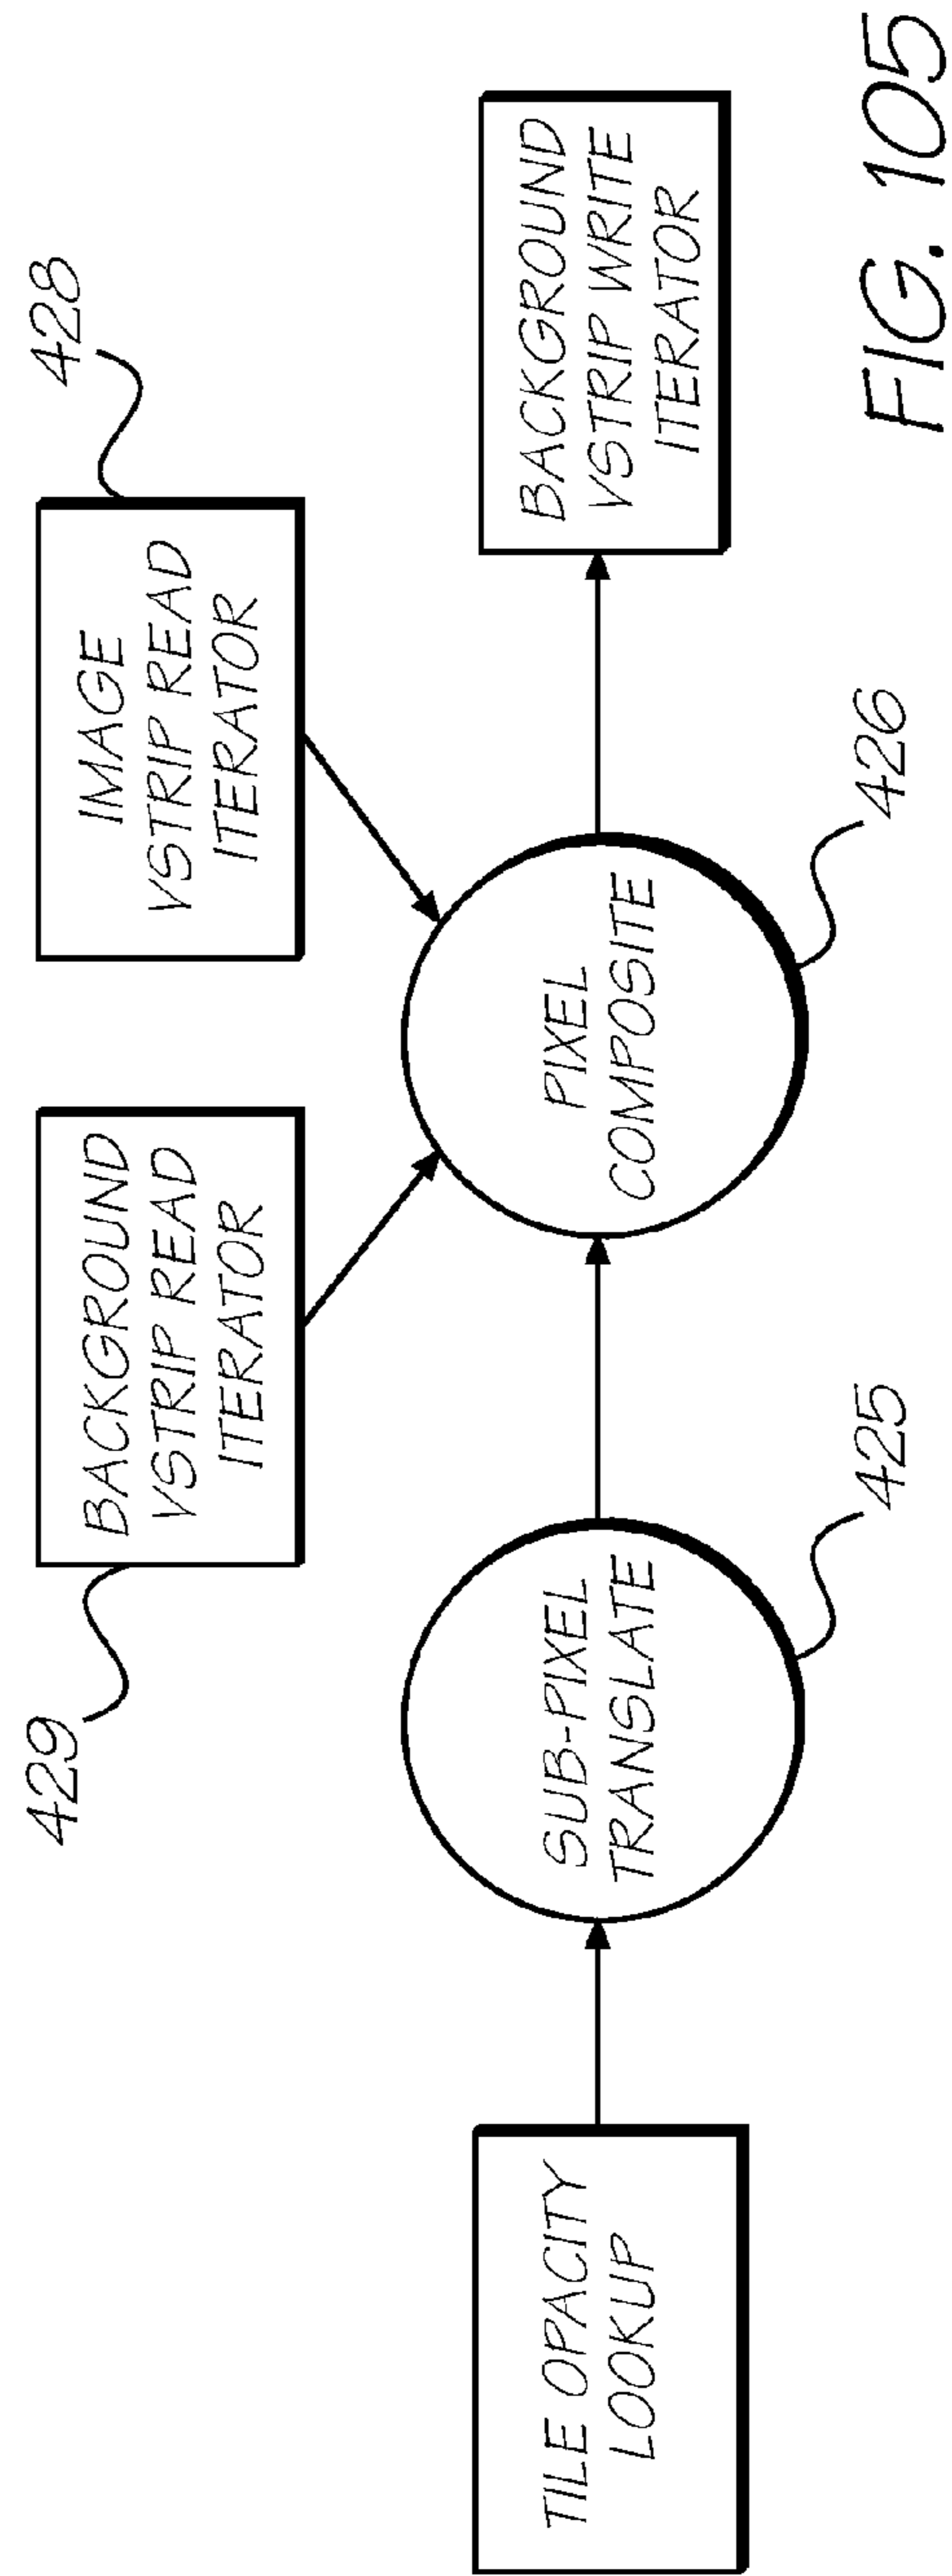 429
428
BACKGROUND
VSTRIP READ
ITERATOR
IMAGE
VSTRIP READ
ITERATOR
TILE OPACITY
LOOKUP
SUB-PIXEL
TRANSLATE
PIXEL
COMPOSITE
BACKGROUND
VSTRIP WRITE
ITERATOR
425
426
FIG. 105